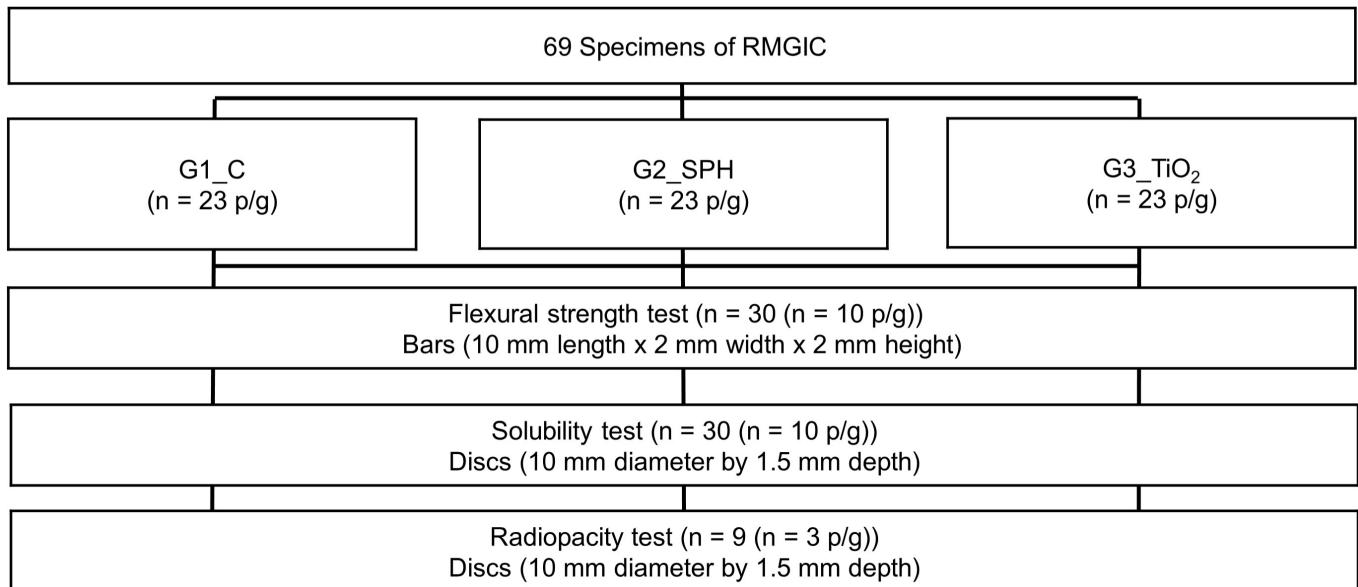 69 Specimens of RMGIC
G1_C
(n = 23 p/g)
G2_SPH
(n = 23 p/g)
G3_TiO₂
(n = 23 p/g)
Flexural strength test (n = 30 (n = 10 p/g))
Bars (10 mm length x 2 mm width x 2 mm height)
Solubility test (n = 30 (n = 10 p/g))
Discs (10 mm diameter by 1.5 mm depth)
Radiopacity test (n = 9 (n = 3 p/g))
Discs (10 mm diameter by 1.5 mm depth)